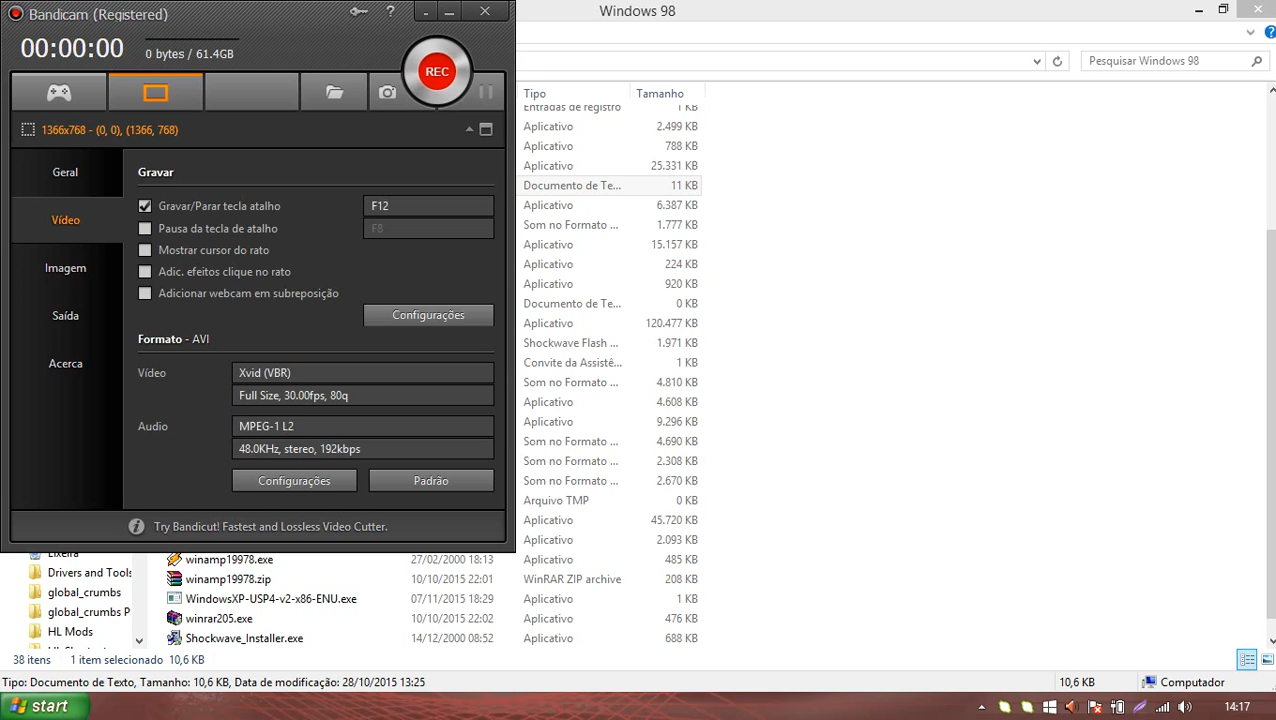 Bandicam (Registered)
?
Windows 98
00:00:00
0 bytes / 61.4GB
REC
Pesquisar Windows 98
1366x768 - (0, 0), (1366, 768)
Geral
Vídeo
Imagem
Saída
Acerca
Gravar
Gravar/Parar tecla atalho
F12
Pausa da tecla de atalho
F8
Mostrar cursor do rato
Adic. efeitos clique no rato
Adicionar webcam em subreposição
Configurações
Formato - AVI
Vídeo
Xvid (VBR)
Full Size, 30.00fps, 80q
Audio
MPEG-1 L2
48.0KHz, stereo, 192kbps
Configurações
Padrão
Try Bandicut! Fastest and Lossless Video Cutter.
Tipo Tamanho
Entradas de registro 1 KB
Aplicativo 2.499 KB
Aplicativo 788 KB
Aplicativo 25.331 KB
Documento de Te... 11 KB
Aplicativo 6.387 KB
Som no Formato ... 1.777 KB
Aplicativo 15.157 KB
Aplicativo 224 KB
Aplicativo 920 KB
Documento de Te... 0 KB
Aplicativo 120.477 KB
Shockwave Flash ... 1.971 KB
Convite da Assistê... 1 KB
Som no Formato ... 4.810 KB
Aplicativo 4.608 KB
Aplicativo 9.296 KB
Som no Formato ... 4.690 KB
Som no Formato ... 2.308 KB
Som no Formato ... 2.670 KB
Arquivo TMP 0 KB
Aplicativo 45.720 KB
Aplicativo 2.093 KB
winamp19978.exe 27/02/2000 18:13 Aplicativo 485 KB
winamp19978.zip 10/10/2015 22:01 WinRAR ZIP archive 208 KB
WindowsXP-USP4-v2-x86-ENU.exe 07/11/2015 18:29 Aplicativo 1 KB
winrar205.exe 10/10/2015 22:02 Aplicativo 476 KB
Shockwave_Installer.exe 14/12/2000 08:52 Aplicativo 688 KB
Lixeira
Drivers and Tools
global_crumbs
global_crumbs P
HL Mods
38 itens 1 item selecionado 10,6 KB
Tipo: Documento de Texto, Tamanho: 10,6 KB, Data de modificação: 28/10/2015 13:25
10,6 KB
Computador
start
14:17